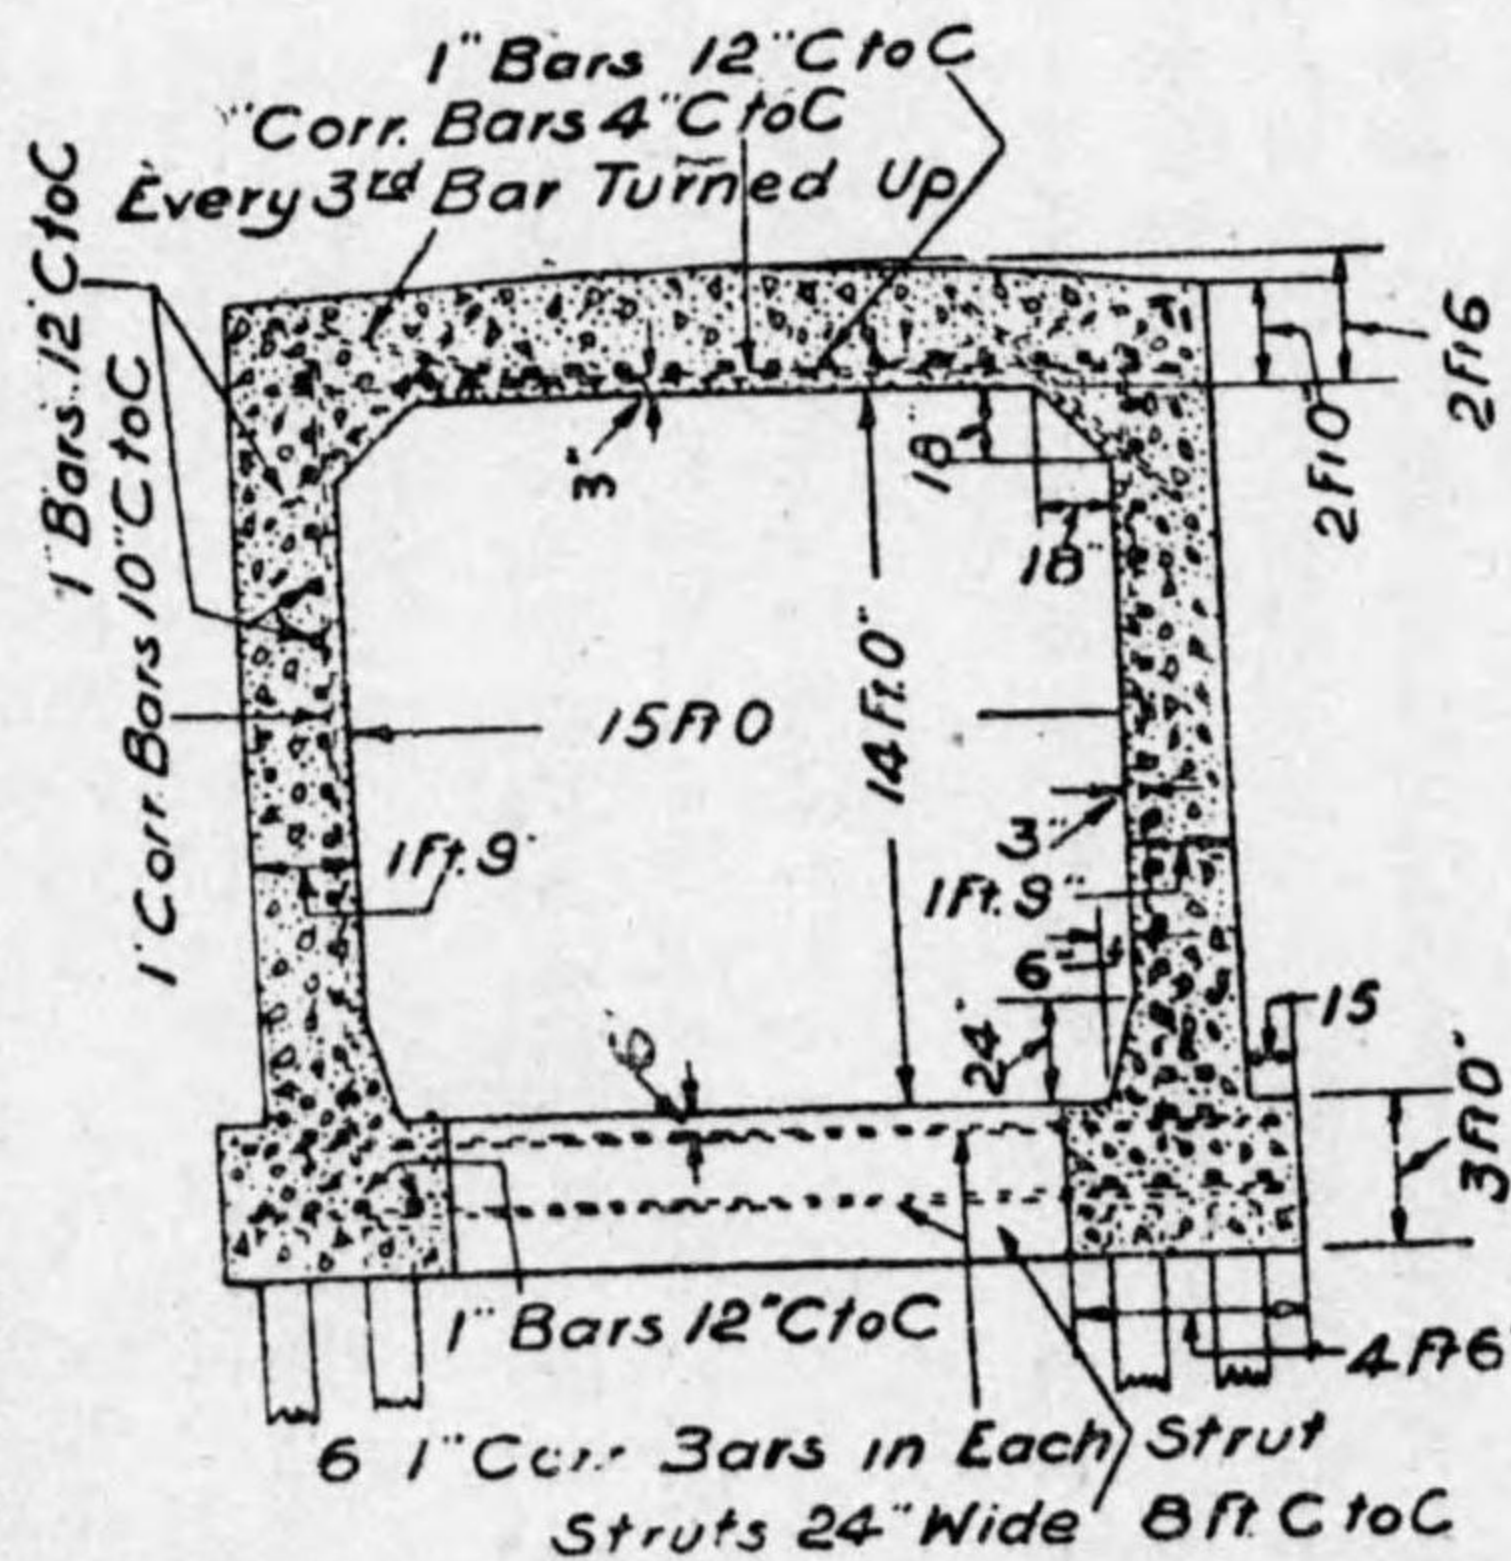 1" Bars 12" C to C
"Corr. Bars 4" C to C
Every 3rd Bar Turned Up
1" Bars 12" C to C
1" Corr. Bars 10" C to C
2 Ft 6
2 Ft 0"
3"
18"
18"
15 Ft 0
14 Ft. 0"
1 Ft. 9"
3"
1 Ft. 9"
6"
24"
15
6"
3 Ft 0"
1" Bars 12" C to C
4 Ft 6"
6 1" Corr. Bars in Each Strut
Struts 24" Wide 8 ft. C to C